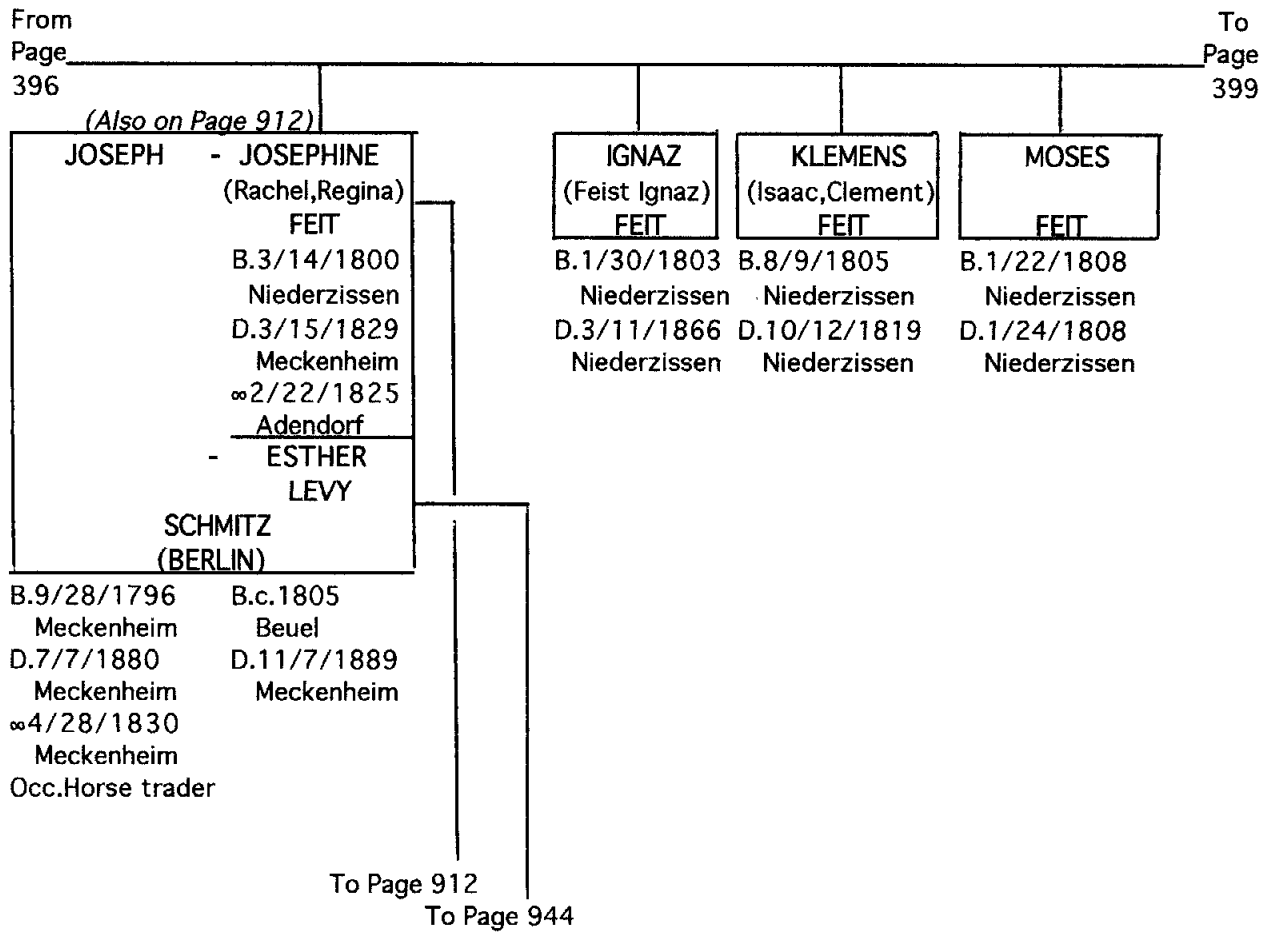 From
Page
396
To
Page
399
(Also on Page 912)
JOSEPH - JOSEPHINE
(Rachel,Regina)
FEIT
B.3/14/1800
Niederzissen
D.3/15/1829
Meckenheim
∞2/22/1825
Adendorf
- ESTHER
LEVY
SCHMITZ
(BERLIN)
B.9/28/1796
Meckenheim
D.7/7/1880
Meckenheim
∞4/28/1830
Meckenheim
Occ.Horse trader
B.c.1805
Beuel
D.11/7/1889
Meckenheim
IGNAZ
(Feist Ignaz)
FEIT
B.1/30/1803
Niederzissen
D.3/11/1866
Niederzissen
KLEMENS
(Isaac,Clement)
FEIT
B.8/9/1805
Niederzissen
D.10/12/1819
Niederzissen
MOSES
FEIT
B.1/22/1808
Niederzissen
D.1/24/1808
Niederzissen
To Page 912
To Page 944